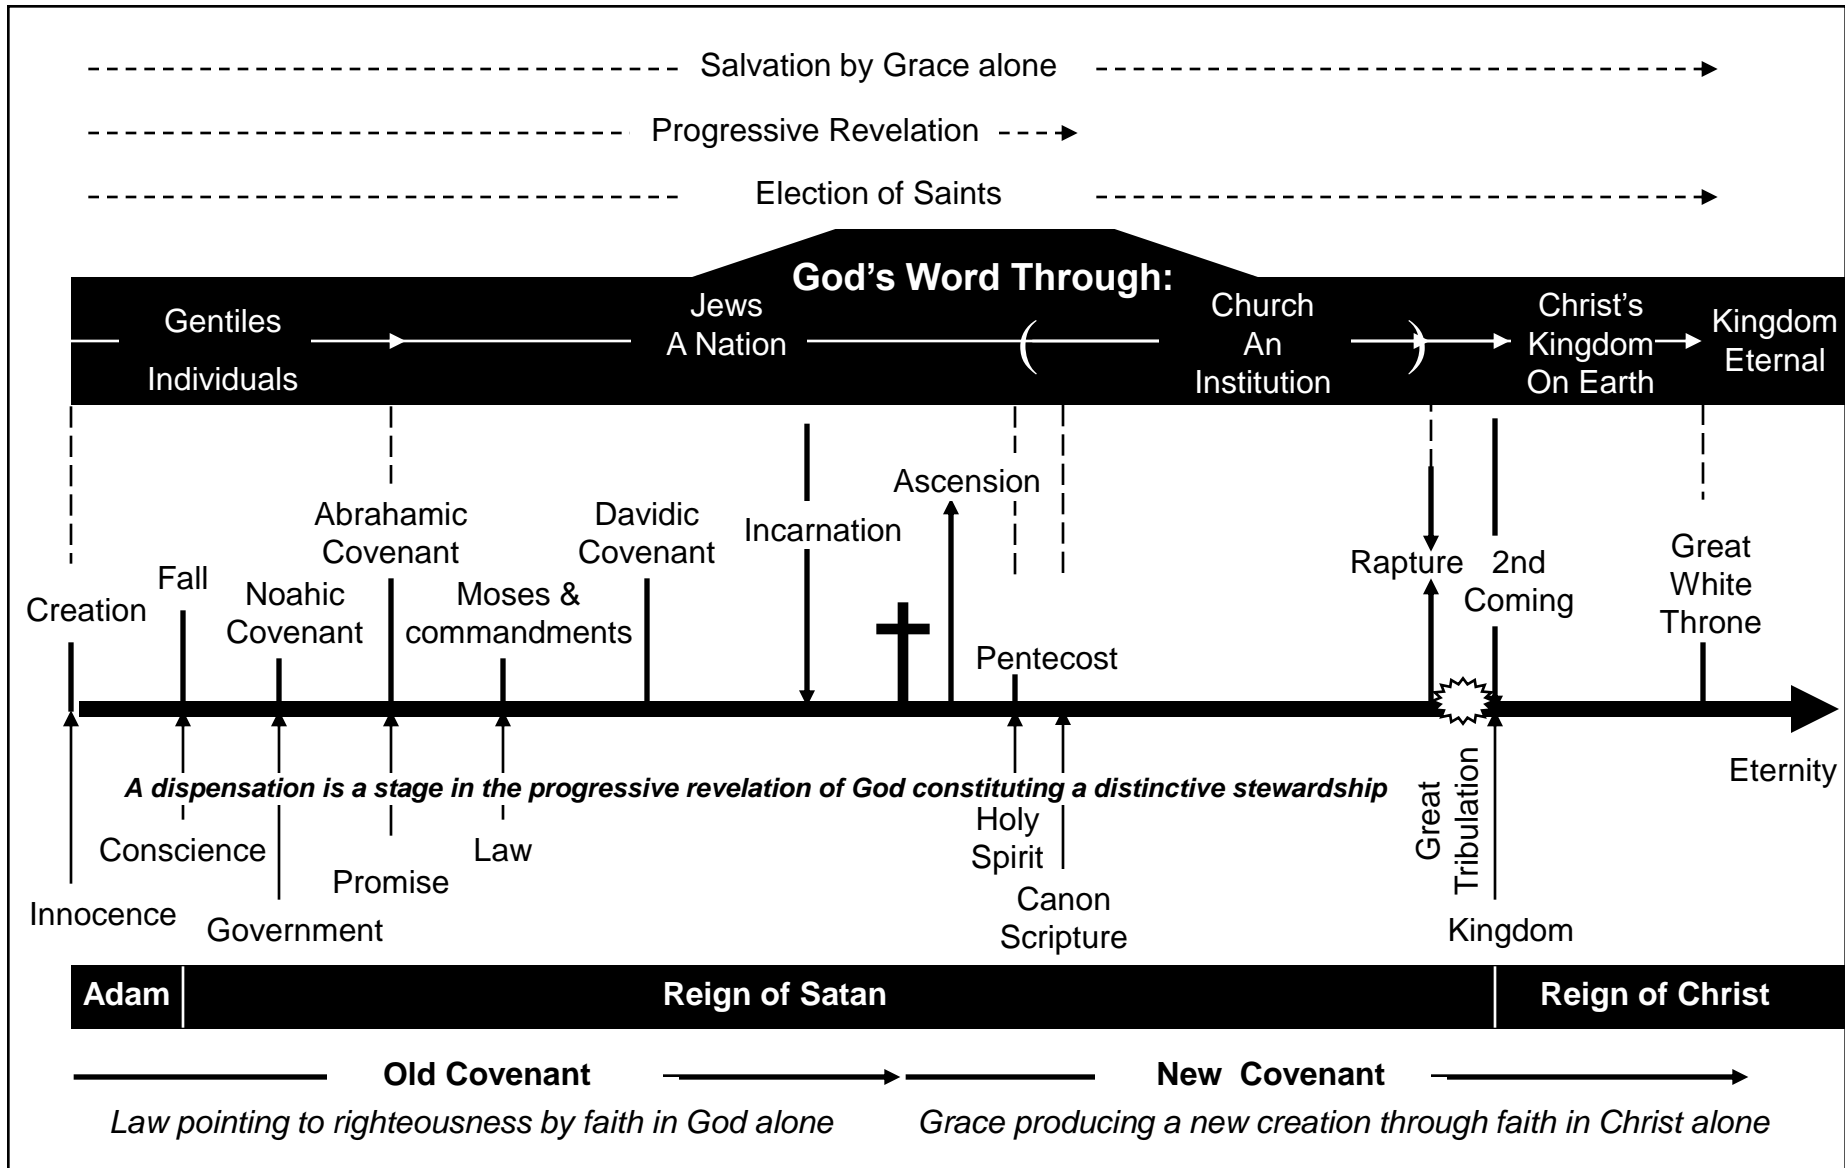 Salvation by Grace alone
Progressive Revelation
Election of Saints
God’s Word Through:
Gentiles
Individuals
Jews
A Nation
(
Church
An
Institution
)
Christ’s
Kingdom
On Earth
Kingdom
Eternal
Creation
Fall
Noahic
Covenant
Abrahamic
Covenant
Moses &
commandments
Davidic
Covenant
Incarnation
Ascension
Pentecost
Rapture
2nd
Coming
Great
White
Throne
Eternity
A dispensation is a stage in the progressive revelation of God constituting a distinctive stewardship
Innocence
Conscience
Government
Promise
Law
Holy
Spirit
Canon
Scripture
Great
Tribulation
Kingdom
Adam
Reign of Satan
Reign of Christ
Old Covenant
New  Covenant
Law pointing to righteousness by faith in God alone
Grace producing a new creation through faith in Christ alone